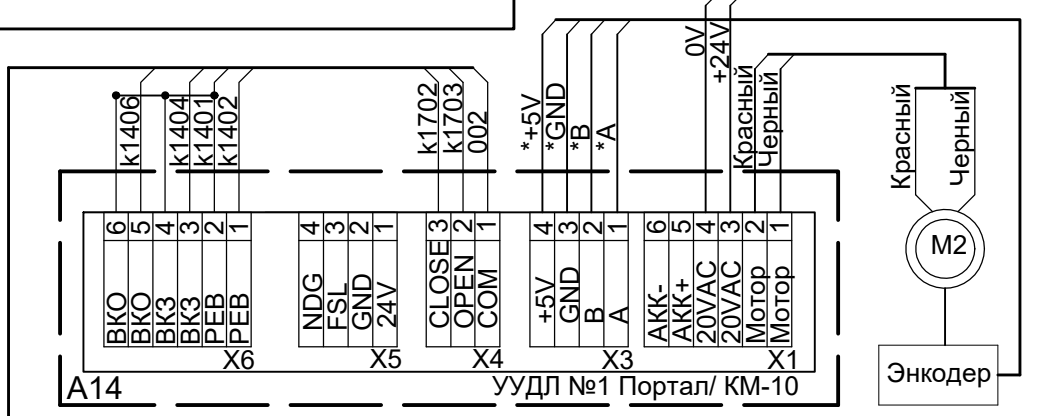 0V
+24V
k1406
k1404
k1401
k1402
k1702
k1703
002
*+5V
*GND
*B
*A
Красный
Черный
Красный
Черный
6 5 4 3 2 1
ВКО
ВКО
ВКЗ
ВКЗ
РЕВ
РЕВ
X6
4 3 2 1
NDG
FSL
GND
24V
X5
3 2 1
CLOSE
OPEN
COM
X4
4 3 2 1
+5V
GND
B
A
X3
6 5 4 3 2 1
АКК-
АКК+
20VAC
20VAC
Мотор
Мотор
X1
М2
Энкодер
А14
УУДЛ №1 Портал/ КМ-10